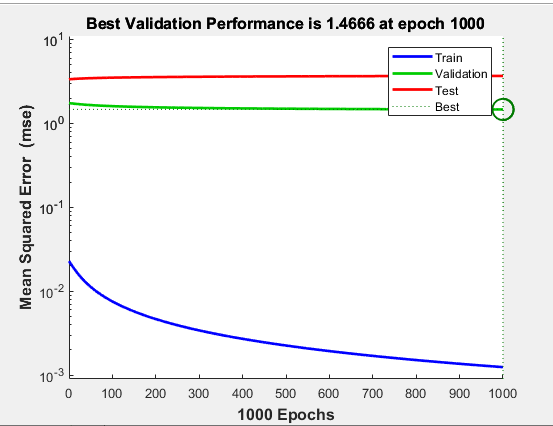 Best Validation Performance is 1.4666 at epoch 1000
Mean Squared Error (mse)
10^1
10^0
10^-1
10^-2
10^-3
Train
Validation
Test
Best
0 100 200 300 400 500 600 700 800 900 1000
1000 Epochs